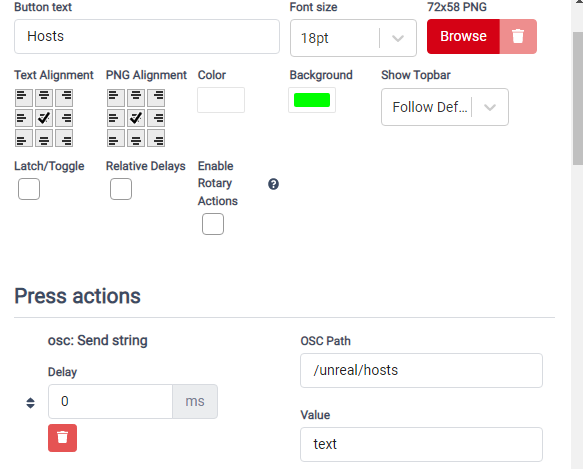 Button text
Font size
72x58 PNG
Hosts
18pt
Browse
Text Alignment
PNG Alignment
Color
Background
Show Topbar
Follow Def...
Latch/Toggle
Relative Delays
Enable
Rotary
Actions
?
Press actions
osc: Send string
OSC Path
Delay
/unreal/hosts
0
ms
Value
text